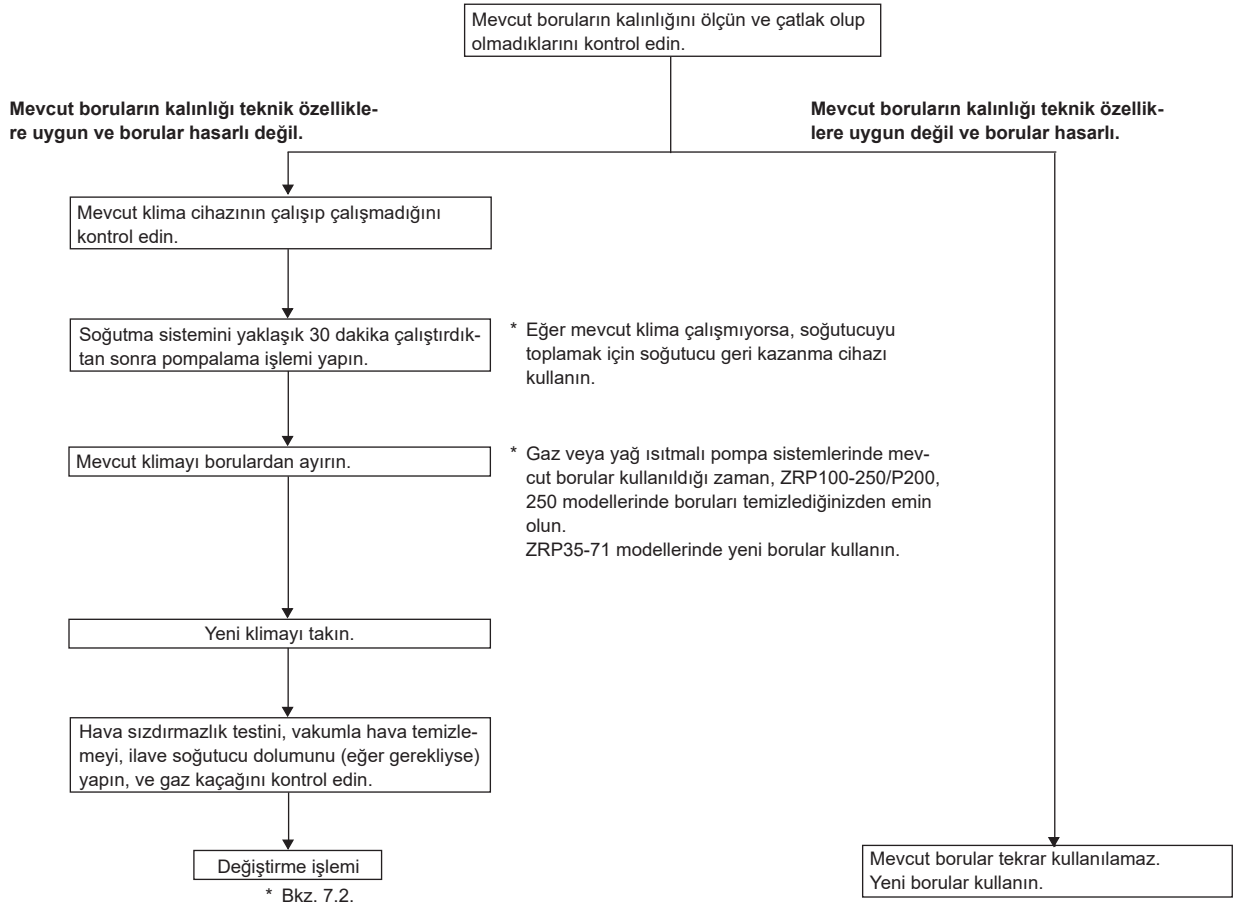 Mevcut boruların kalınlığını ölçün ve çatlak olup
olmadıklarını kontrol edin.
Mevcut boruların kalınlığı teknik özellikle-
re uygun ve borular hasarlı değil.
Mevcut boruların kalınlığı teknik özellik-
lere uygun değil ve borular hasarlı.
Mevcut klima cihazının çalışıp çalışmadığını
kontrol edin.
Soğutma sistemini yaklaşık 30 dakika çalıştırdık-
tan sonra pompalama işlemi yapın.
* Eğer mevcut klima çalışmıyorsa, soğutucuyu
toplamak için soğutucu geri kazanma cihazı
kullanın.
Mevcut klimayı borulardan ayırın.
* Gaz veya yağ ısıtmalı pompa sistemlerinde mev-
cut borular kullanıldığı zaman, ZRP100-250/P200,
250 modellerinde boruları temizlediğinizden emin
olun.
ZRP35-71 modellerinde yeni borular kullanın.
Yeni klimayı takın.
Hava sızdırmazlık testini, vakumla hava temizle-
meyi, ilave soğutucu dolumunu (eğer gerekliyse)
yapın, ve gaz kaçağını kontrol edin.
Değiştirme işlemi
* Bkz. 7.2.
Mevcut borular tekrar kullanılamaz.
Yeni borular kullanın.